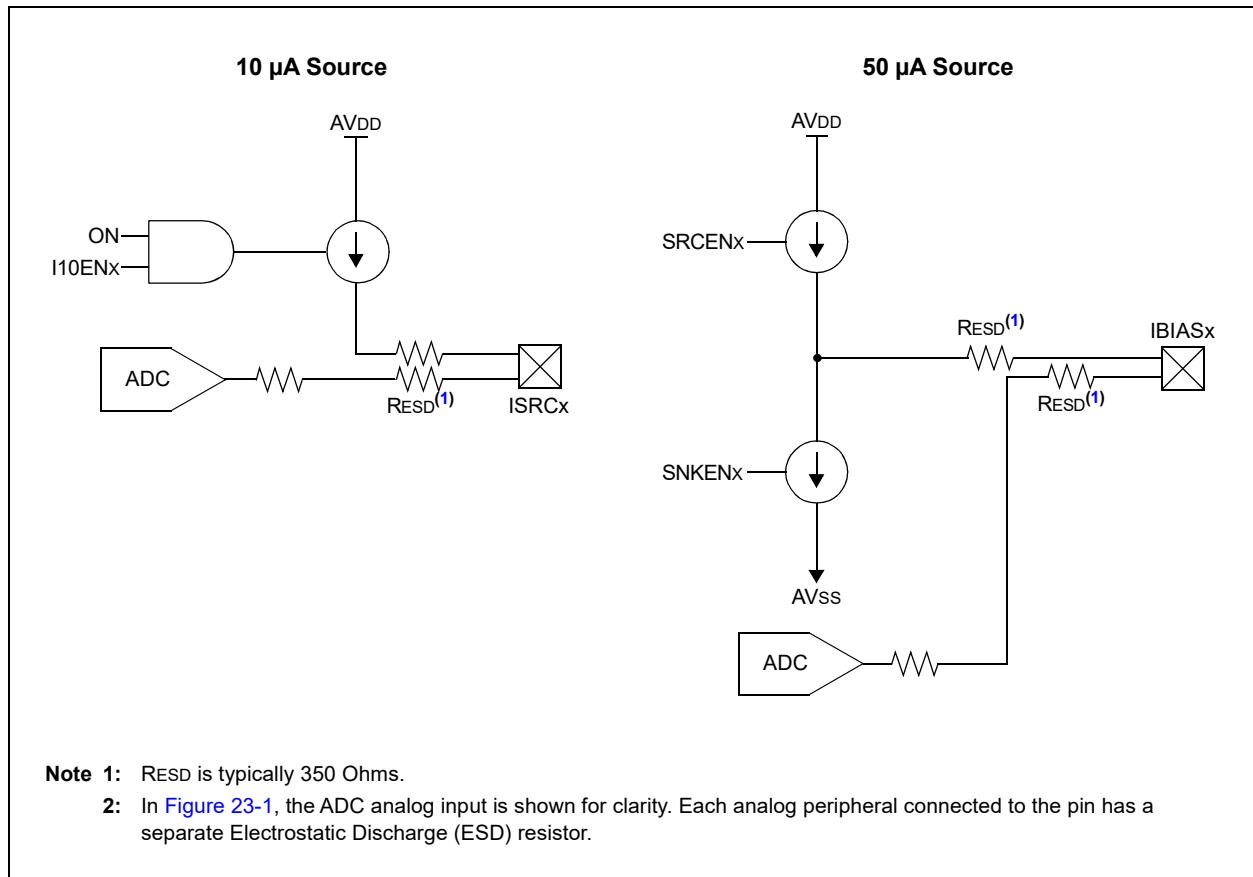 10 µA Source
AVDD
ON
I10ENx
ADC
RESD(1)
ISRCx
50 µA Source
AVDD
SRCENx
RESD(1)
IBIASx
RESD(1)
SNKENx
AVSS
ADC
Note 1: RESD is typically 350 Ohms.
2: In Figure 23-1, the ADC analog input is shown for clarity. Each analog peripheral connected to the pin has a
separate Electrostatic Discharge (ESD) resistor.